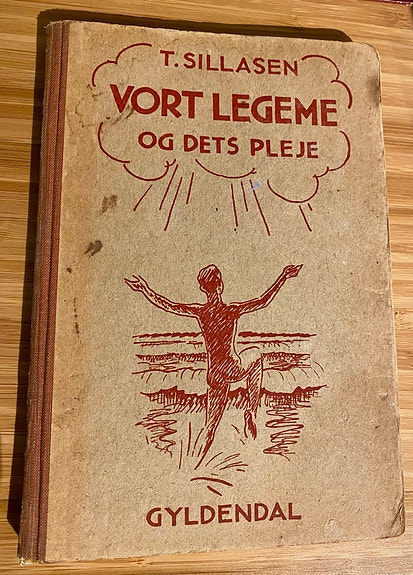 T. SILLASEN
VORT LEGEME
OG DETS PLEJE
GYLDENDAL